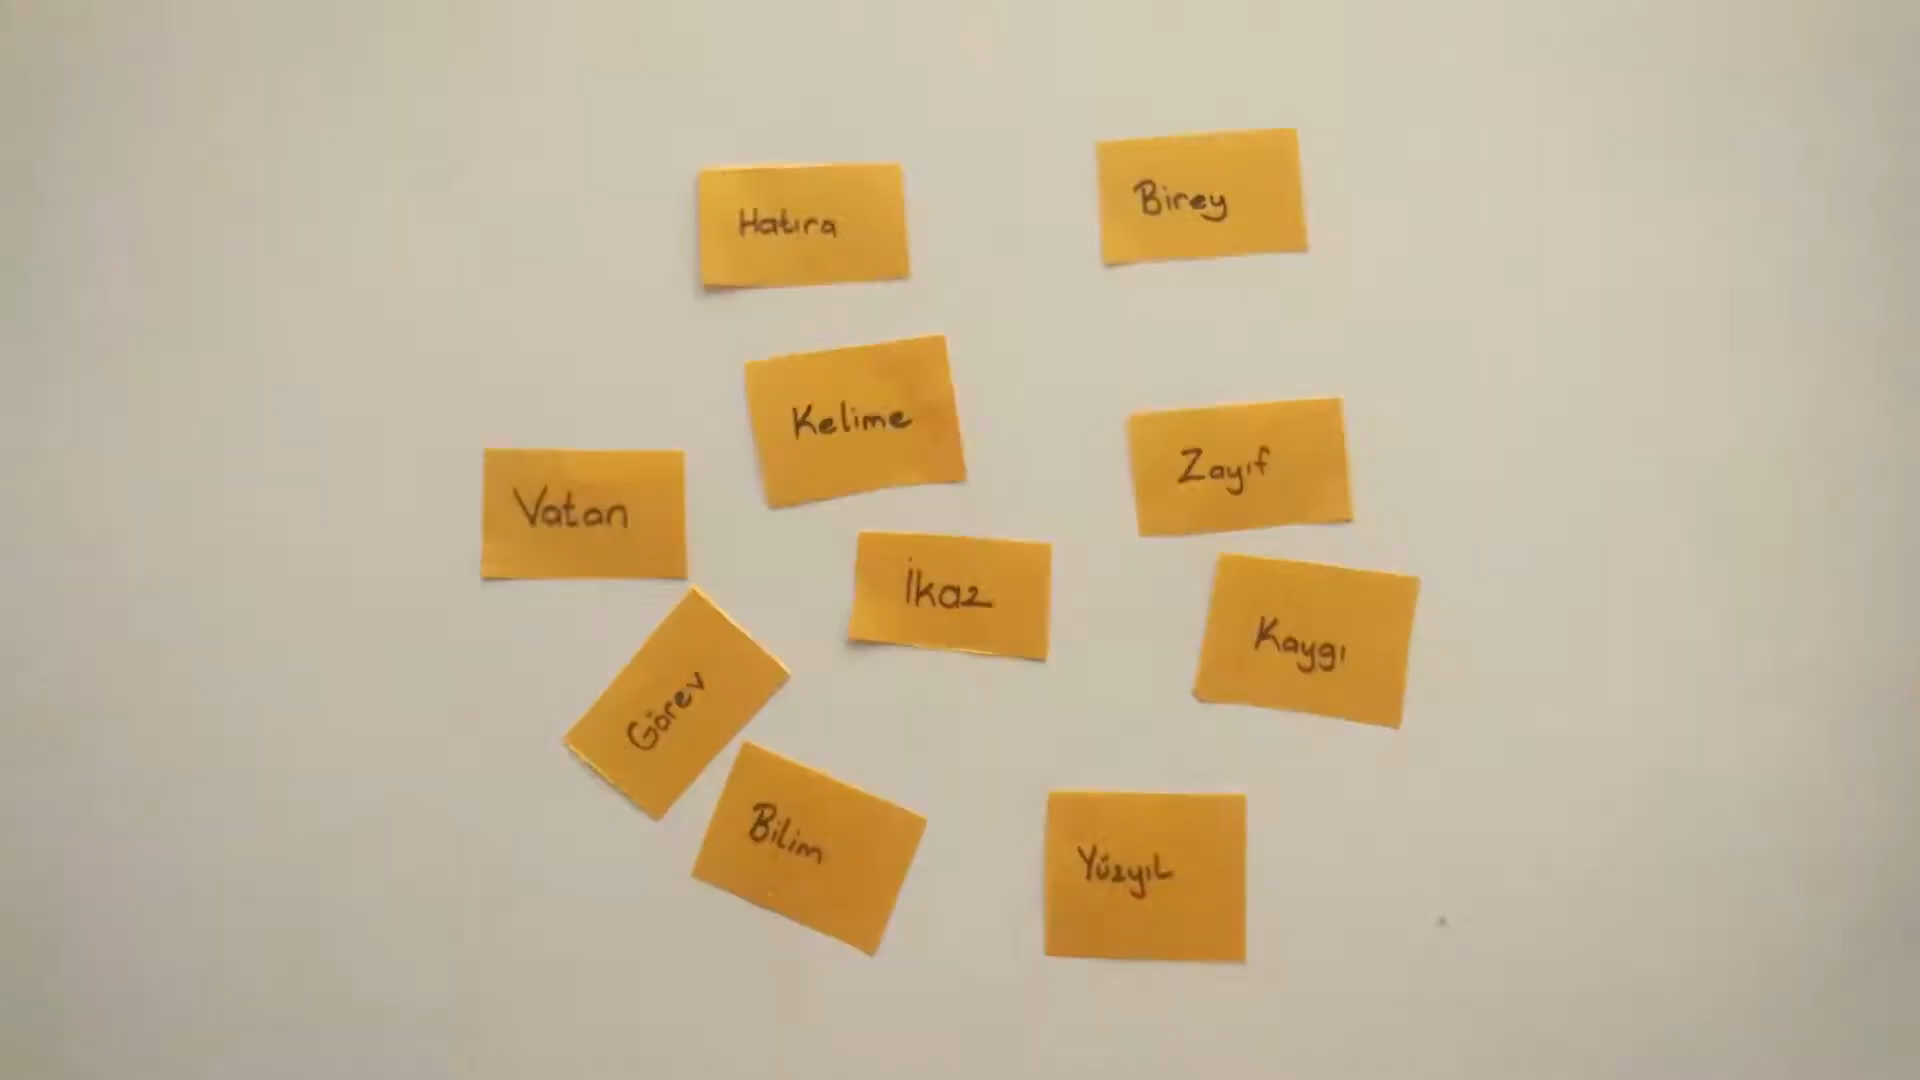 Hatıra
Birey
Kelime
Zayıf
Vatan
İkaz
Kaygı
Görev
Bilim
Yüzyıl